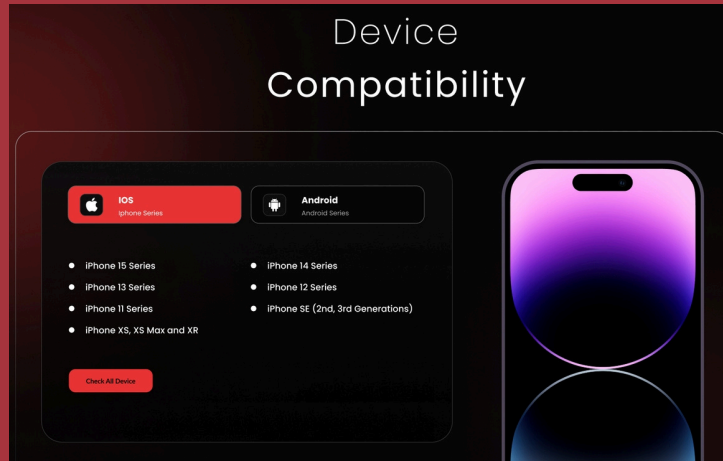 Device
Compatibility
IOS
Iphone Series
Android
Android Series
iPhone 15 Series
iPhone 14 Series
iPhone 13 Series
iPhone 12 Series
iPhone 11 Series
iPhone SE (2nd, 3rd Generations)
iPhone XS, XS Max and XR
Check All Device